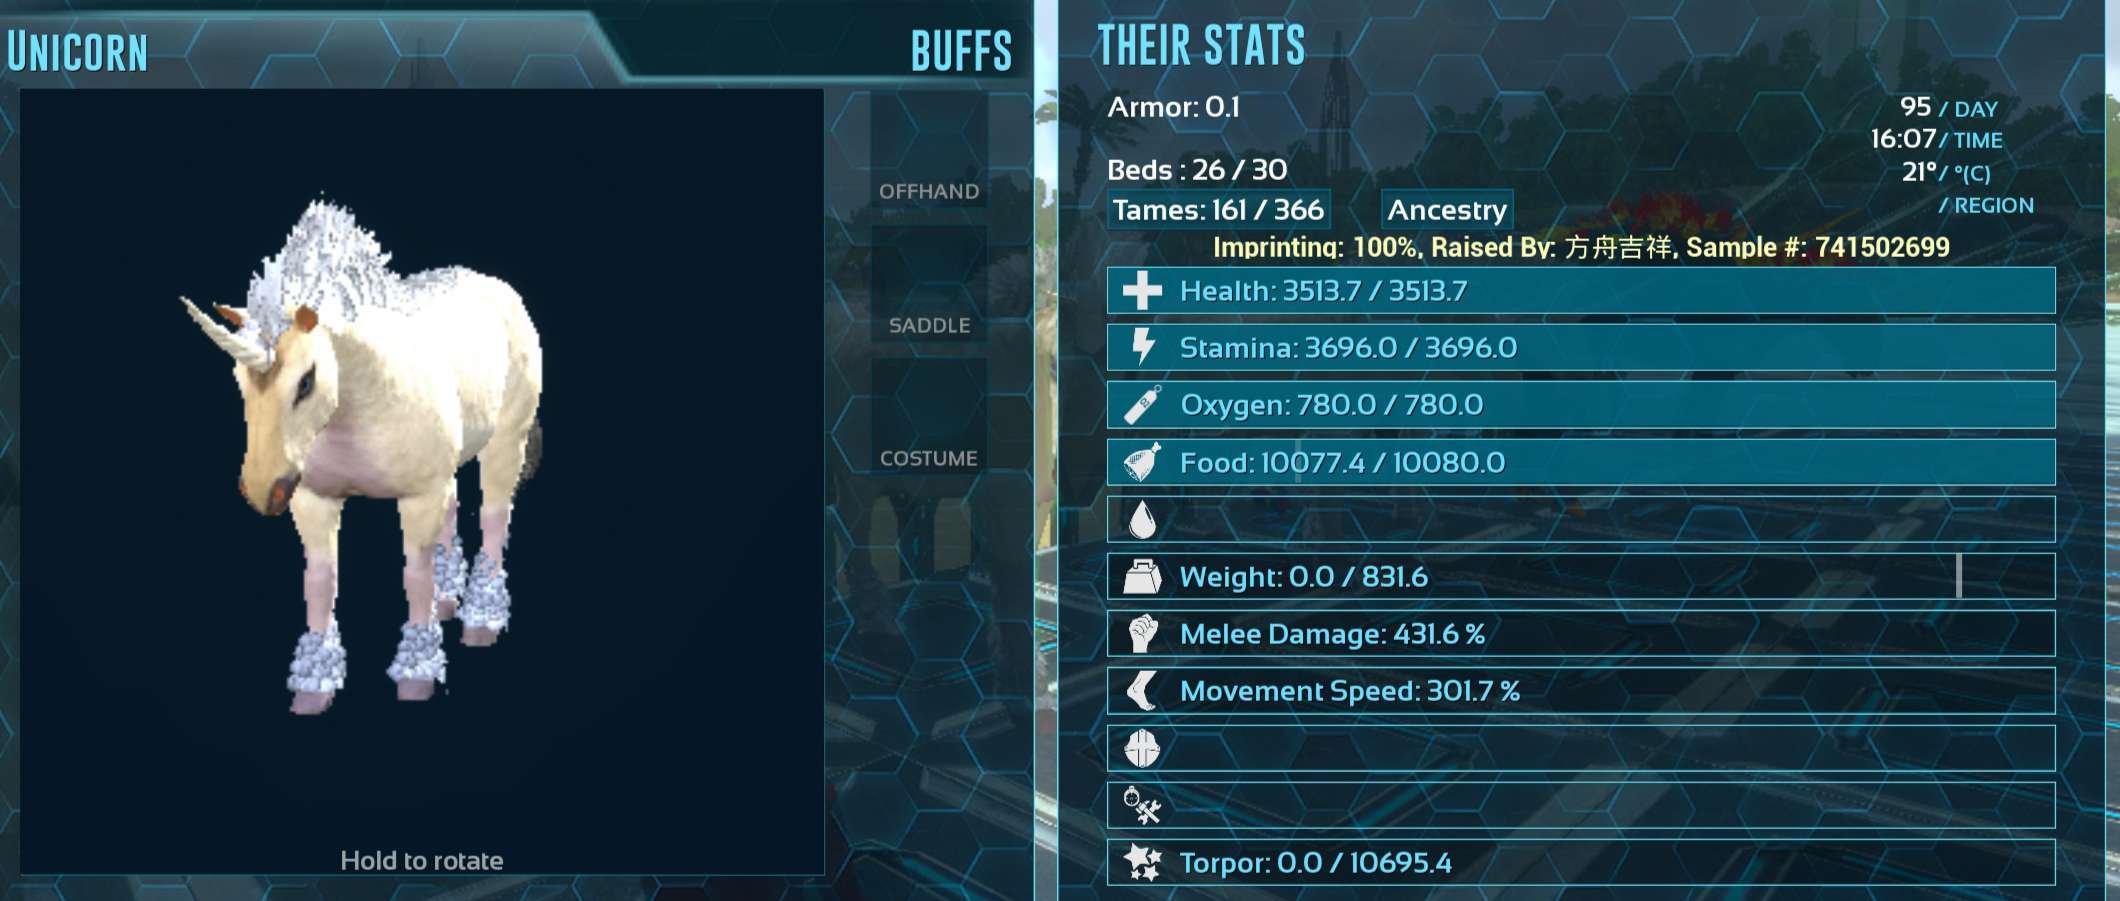 UNICORN
BUFFS
OFFHAND
SADDLE
COSTUME
Hold to rotate
THEIR STATS
Armor: 0.1
95 / DAY
16:07 / TIME
Beds : 26 / 30
21° / °(C)
Tames: 161 / 366
Ancestry
/ REGION
Imprinting: 100%, Raised By: 方舟吉祥, Sample #: 741502699
Health: 3513.7 / 3513.7
Stamina: 3696.0 / 3696.0
Oxygen: 780.0 / 780.0
Food: 10077.4 / 10080.0
Weight: 0.0 / 831.6
Melee Damage: 431.6 %
Movement Speed: 301.7 %
Torpor: 0.0 / 10695.4